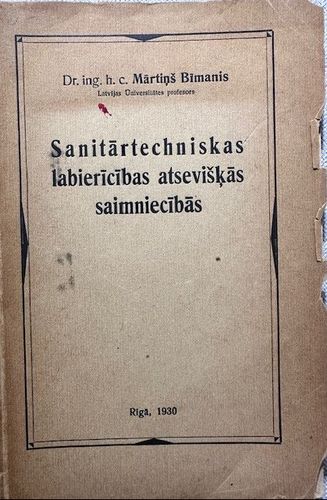 Dr. ing. h. c. Mārtiņš Bīmanis
Latvijas Universitātes profesors
Sanitārtechniskas
labierīcības atsevišķās
saimniecībās
Rīgā, 1930